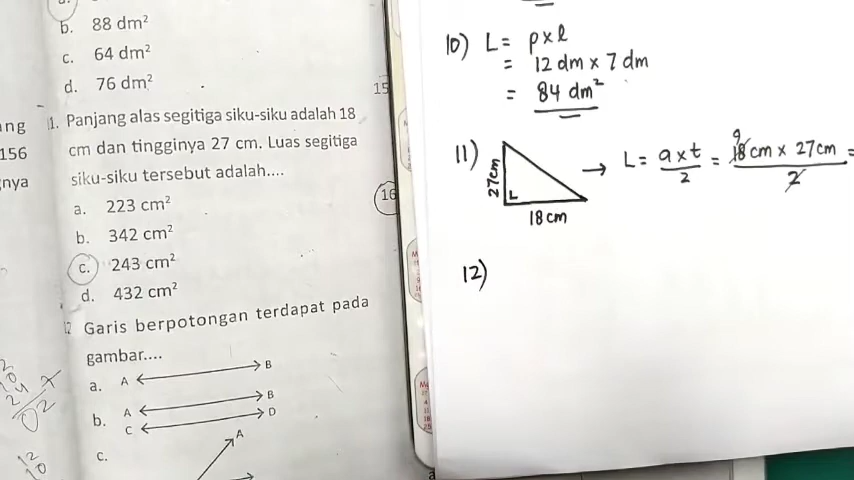 b. 88 dm²
c. 64 dm²
d. 76 dm²
ng
156
nya
1. Panjang alas segitiga siku-siku adalah 18
cm dan tingginya 27 cm. Luas segitiga
siku-siku tersebut adalah....
a. 223 cm²
b. 342 cm²
c. 243 cm²
d. 432 cm²
2 Garis berpotongan terdapat pada
gambar....
a. A B
b. A B
C D
c. A
15
16
10) L = p x l
= 12 dm x 7 dm
= 84 dm²
11) 27 cm 18 cm → L = a x t / 2 = 9 18 cm x 27 cm / 2 =
12)